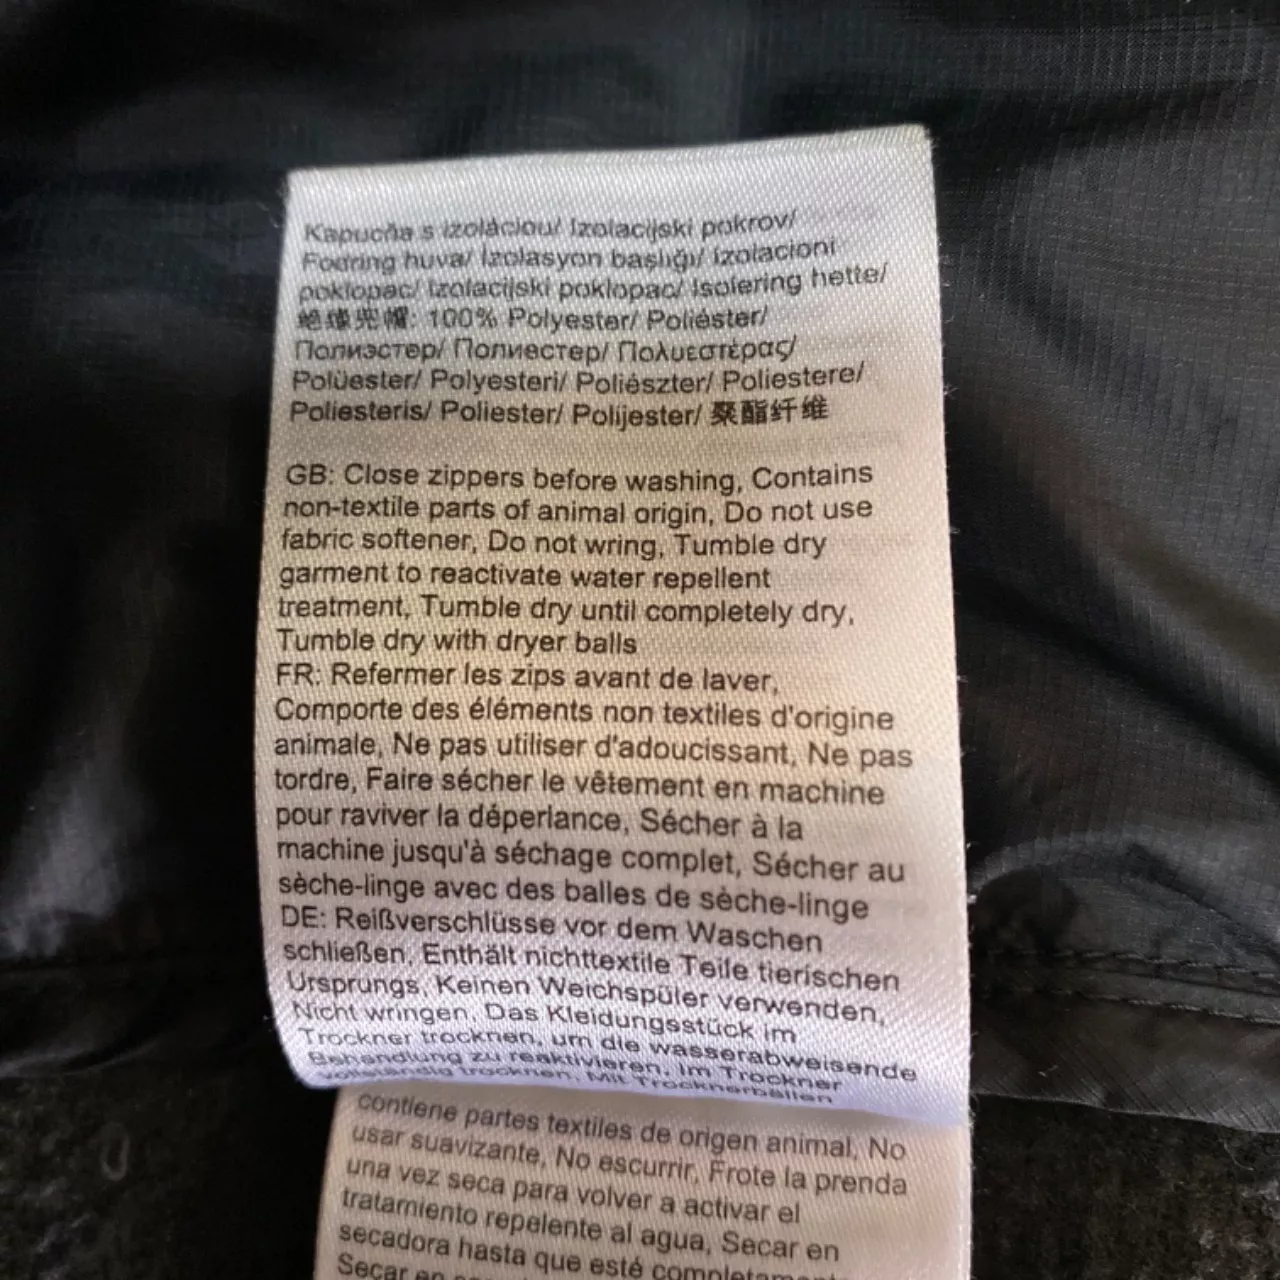 Kapucňa s izoláciou/ Izolacijski pokrov/
Fodring huva/ İzolasyon başlığı/ izolacioni
poklopac/ Izolacijski poklopac/ Isolering hette/
绝缘兜帽: 100% Polyester/ Poliéster/
Полиэстер/ Полиестер/ Πολυεστέρας/
Polüester/ Polyesteri/ Poliészter/ Poliestere/
Poliesteris/ Poliester/ Polijester/ 聚酯纤维
GB: Close zippers before washing, Contains
non-textile parts of animal origin, Do not use
fabric softener, Do not wring, Tumble dry
garment to reactivate water repellent
treatment, Tumble dry until completely dry,
Tumble dry with dryer balls
FR: Refermer les zips avant de laver,
Comporte des éléments non textiles d'origine
animale, Ne pas utiliser d'adoucissant, Ne pas
tordre, Faire sécher le vêtement en machine
pour raviver la déperlance, Sécher à la
machine jusqu'à séchage complet, Sécher au
sèche-linge avec des balles de sèche-linge
DE: Reißverschlüsse vor dem Waschen
schließen, Enthält nichttextile Teile tierischen
Ursprungs, Keinen Weichspüler verwenden,
Nicht wringen, Das Kleidungsstück im
Trockner trocknen, um die wasserabweisende
Behandlung zu reaktivieren, Im Trockner
vollständig trocknen, Mit Trocknerbällen
contiene partes textiles de origen animal, No
usar suavizante, No escurrir, Frote la prenda
una vez seca para volver a activar el
tratamiento repelente al agua, Secar en
secadora hasta que esté
Secar en